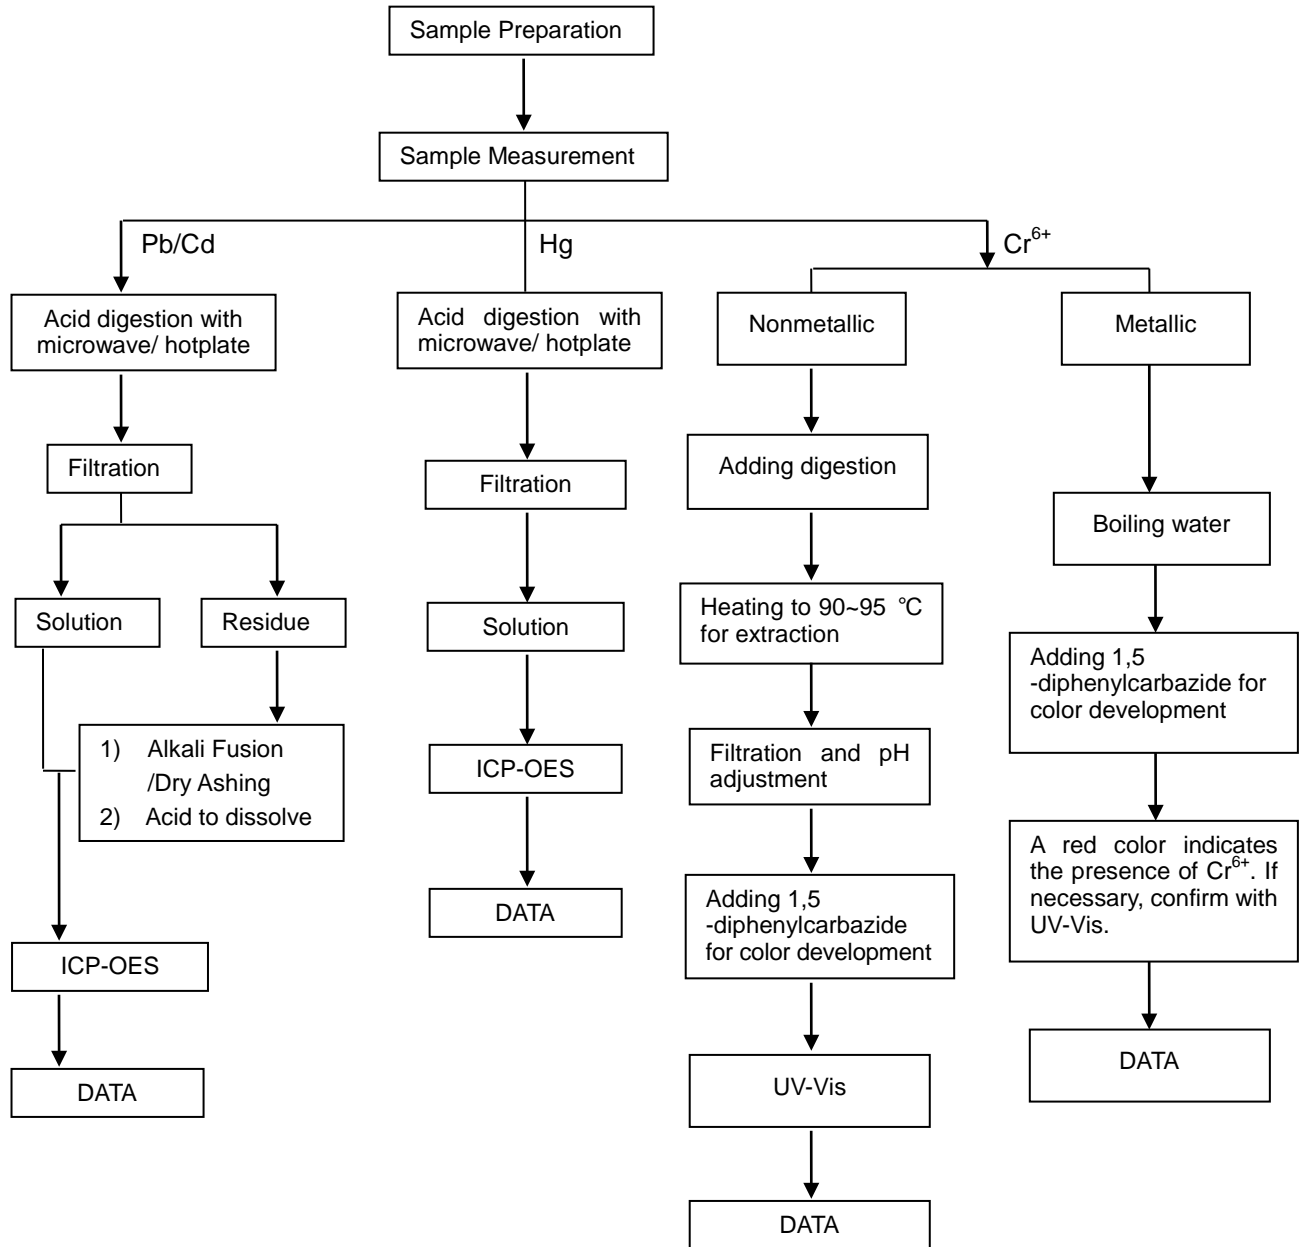 Sample Preparation
Sample Measurement
Pb/Cd
Hg
Cr6+
Acid digestion with
microwave/ hotplate
Filtration
Solution
Residue
1) Alkali Fusion
/Dry Ashing
2) Acid to dissolve
ICP-OES
DATA
Acid digestion with
microwave/ hotplate
Filtration
Solution
ICP-OES
DATA
Nonmetallic
Adding digestion
Heating to 90~95 ℃
for extraction
Filtration and pH
adjustment
Adding 1,5
-diphenylcarbazide
for color development
UV-Vis
DATA
Metallic
Boiling water
Adding 1,5
-diphenylcarbazide for
color development
A red color indicates
the presence of Cr6+. If
necessary, confirm with
UV-Vis.
DATA